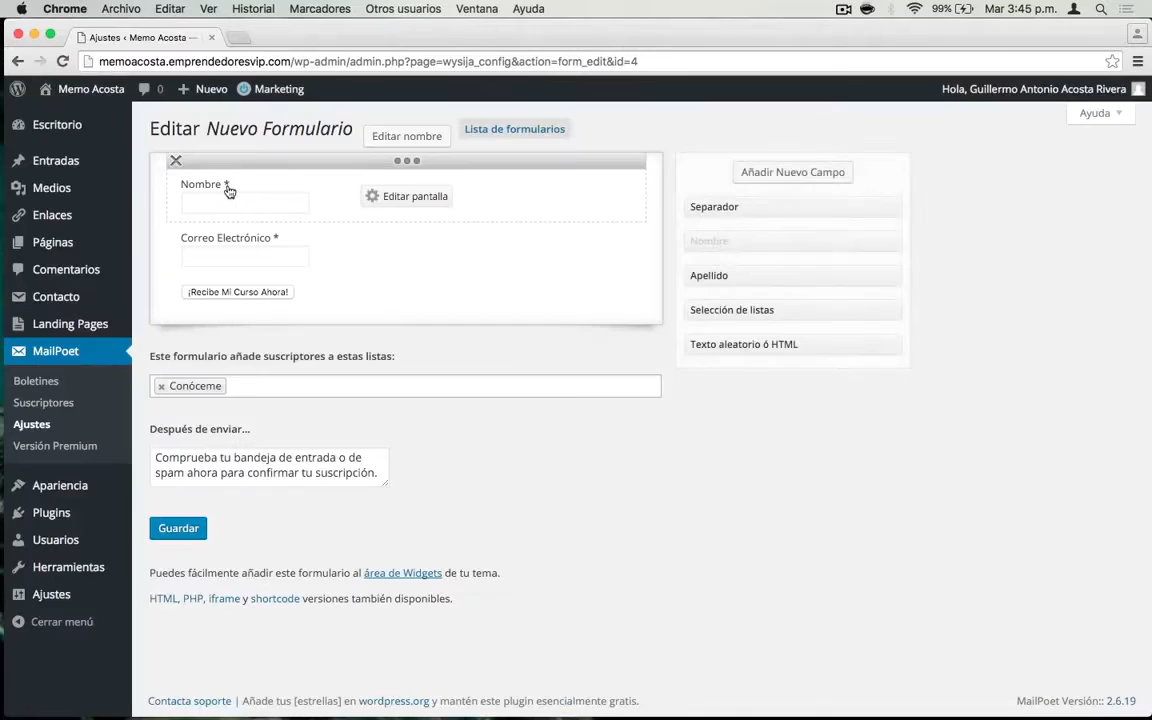 Chrome Archivo Editar Ver Historial Marcadores Otros usuarios Ventana Ayuda 99% Mar 3:45 p.m.
Ajustes ‹ Memo Acosta
memoacosta.emprendedoresvip.com/wp-admin/admin.php?page=wysija_config&action=form_edit&id=4
Memo Acosta 0 + Nuevo Marketing Hola, Guillermo Antonio Acosta Rivera
Ayuda
Editar Nuevo Formulario Editar nombre Lista de formularios
Escritorio
Entradas
Medios
Enlaces
Páginas
Comentarios
Contacto
Landing Pages
MailPoet
Boletines
Suscriptores
Ajustes
Versión Premium
Apariencia
Plugins
Usuarios
Herramientas
Ajustes
Cerrar menú
Nombre *
Editar pantalla
Correo Electrónico *
¡Recibe Mi Curso Ahora!
Añadir Nuevo Campo
Separador
Nombre
Apellido
Selección de listas
Texto aleatorio ó HTML
Este formulario añade suscriptores a estas listas:
× Conóceme
Después de enviar...
Comprueba tu bandeja de entrada o de
spam ahora para confirmar tu suscripción.
Guardar
Puedes fácilmente añadir este formulario al área de Widgets de tu tema.
HTML, PHP, iframe y shortcode versiones también disponibles.
Contacta soporte | Añade tus [estrellas] en wordpress.org y mantén este plugin esencialmente gratis. MailPoet Versión:: 2.6.19